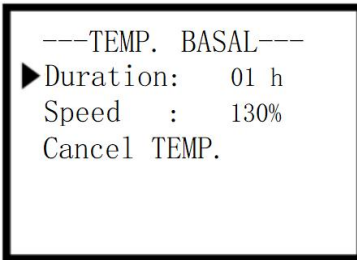 ---TEMP. BASAL---
▶Duration: 01 h
Speed : 130%
Cancel TEMP.